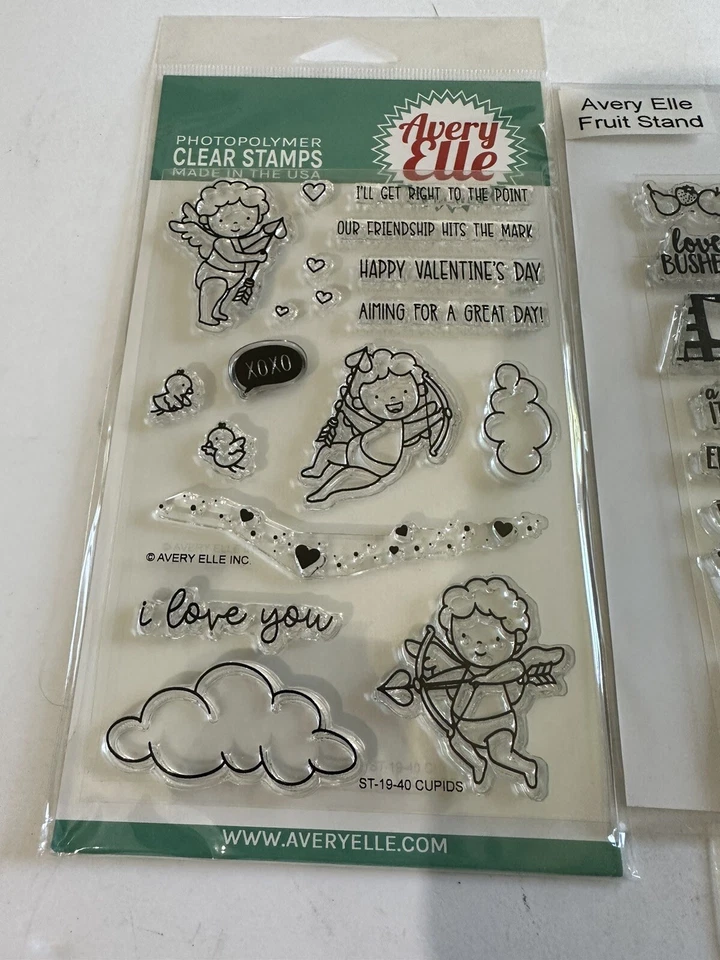 PHOTOPOLYMER
CLEAR STAMPS
MADE IN THE USA
Avery
Elle
I'LL GET RIGHT TO THE POINT
OUR FRIENDSHIP HITS THE MARK
HAPPY VALENTINE'S DAY
AIMING FOR A GREAT DAY!
XOXO
© AVERY ELLE INC
i love you
ST-19-40 CUPIDS
WWW.AVERYELLE.COM
Avery Elle
Fruit Stand